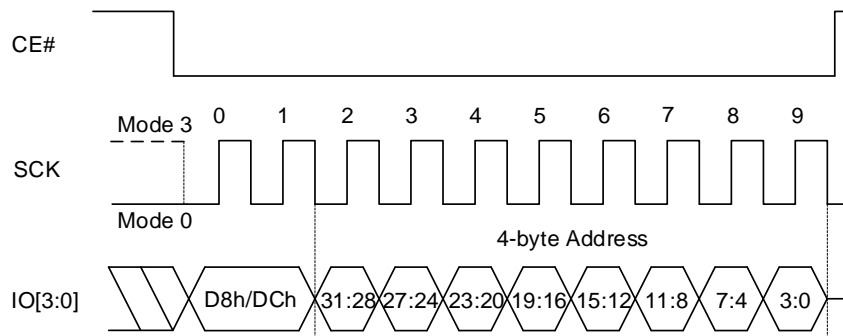 CE#
0 1 2 3 4 5 6 7 8 9
Mode 3
SCK
Mode 0
4-byte Address
IO[3:0] D8h/DCh 31:28 27:24 23:20 19:16 15:12 11:8 7:4 3:0